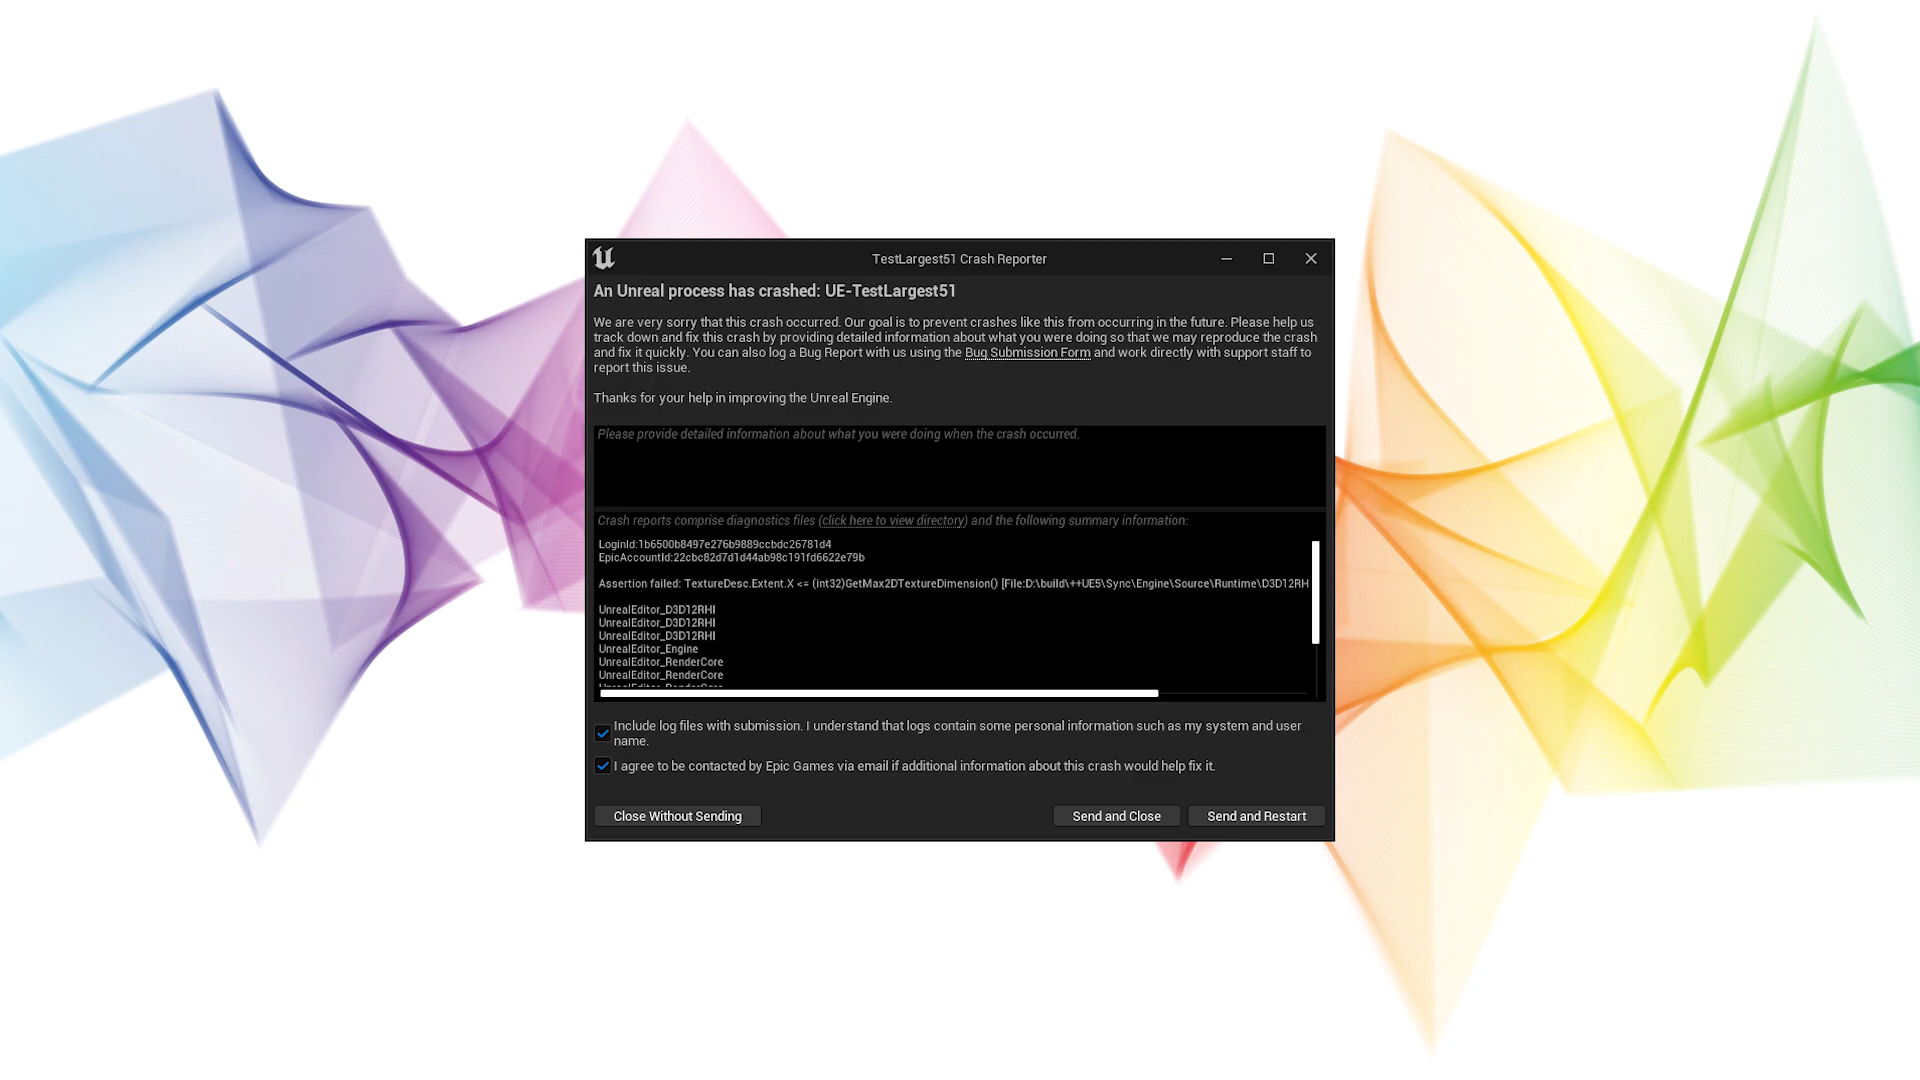 TestLargest51 Crash Reporter
An Unreal process has crashed: UE-TestLargest51
We are very sorry that this crash occurred. Our goal is to prevent crashes like this from occurring in the future. Please help us
track down and fix this crash by providing detailed information about what you were doing so that we may reproduce the crash
and fix it quickly. You can also log a Bug Report with us using the Bug Submission Form and work directly with support staff to
report this issue.
Thanks for your help in improving the Unreal Engine.
Please provide detailed information about what you were doing when the crash occurred.
Crash reports comprise diagnostics files (click here to view directory) and the following summary information:
LoginId:1b6500b8497e276b9889ccbdc26781d4
EpicAccountId:22cbc82d7d1d44ab98c191fd6622e79b
Assertion failed: TextureDesc.Extent.X <= (int32)GetMax2DTextureDimension() [File:D:\build\++UE5\Sync\Engine\Source\Runtime\D3D12RH
UnrealEditor_D3D12RHI
UnrealEditor_D3D12RHI
UnrealEditor_D3D12RHI
UnrealEditor_Engine
UnrealEditor_RenderCore
UnrealEditor_RenderCore
UnrealEditor_RenderCore
Include log files with submission. I understand that logs contain some personal information such as my system and user
name.
I agree to be contacted by Epic Games via email if additional information about this crash would help fix it.
Close Without Sending
Send and Close
Send and Restart